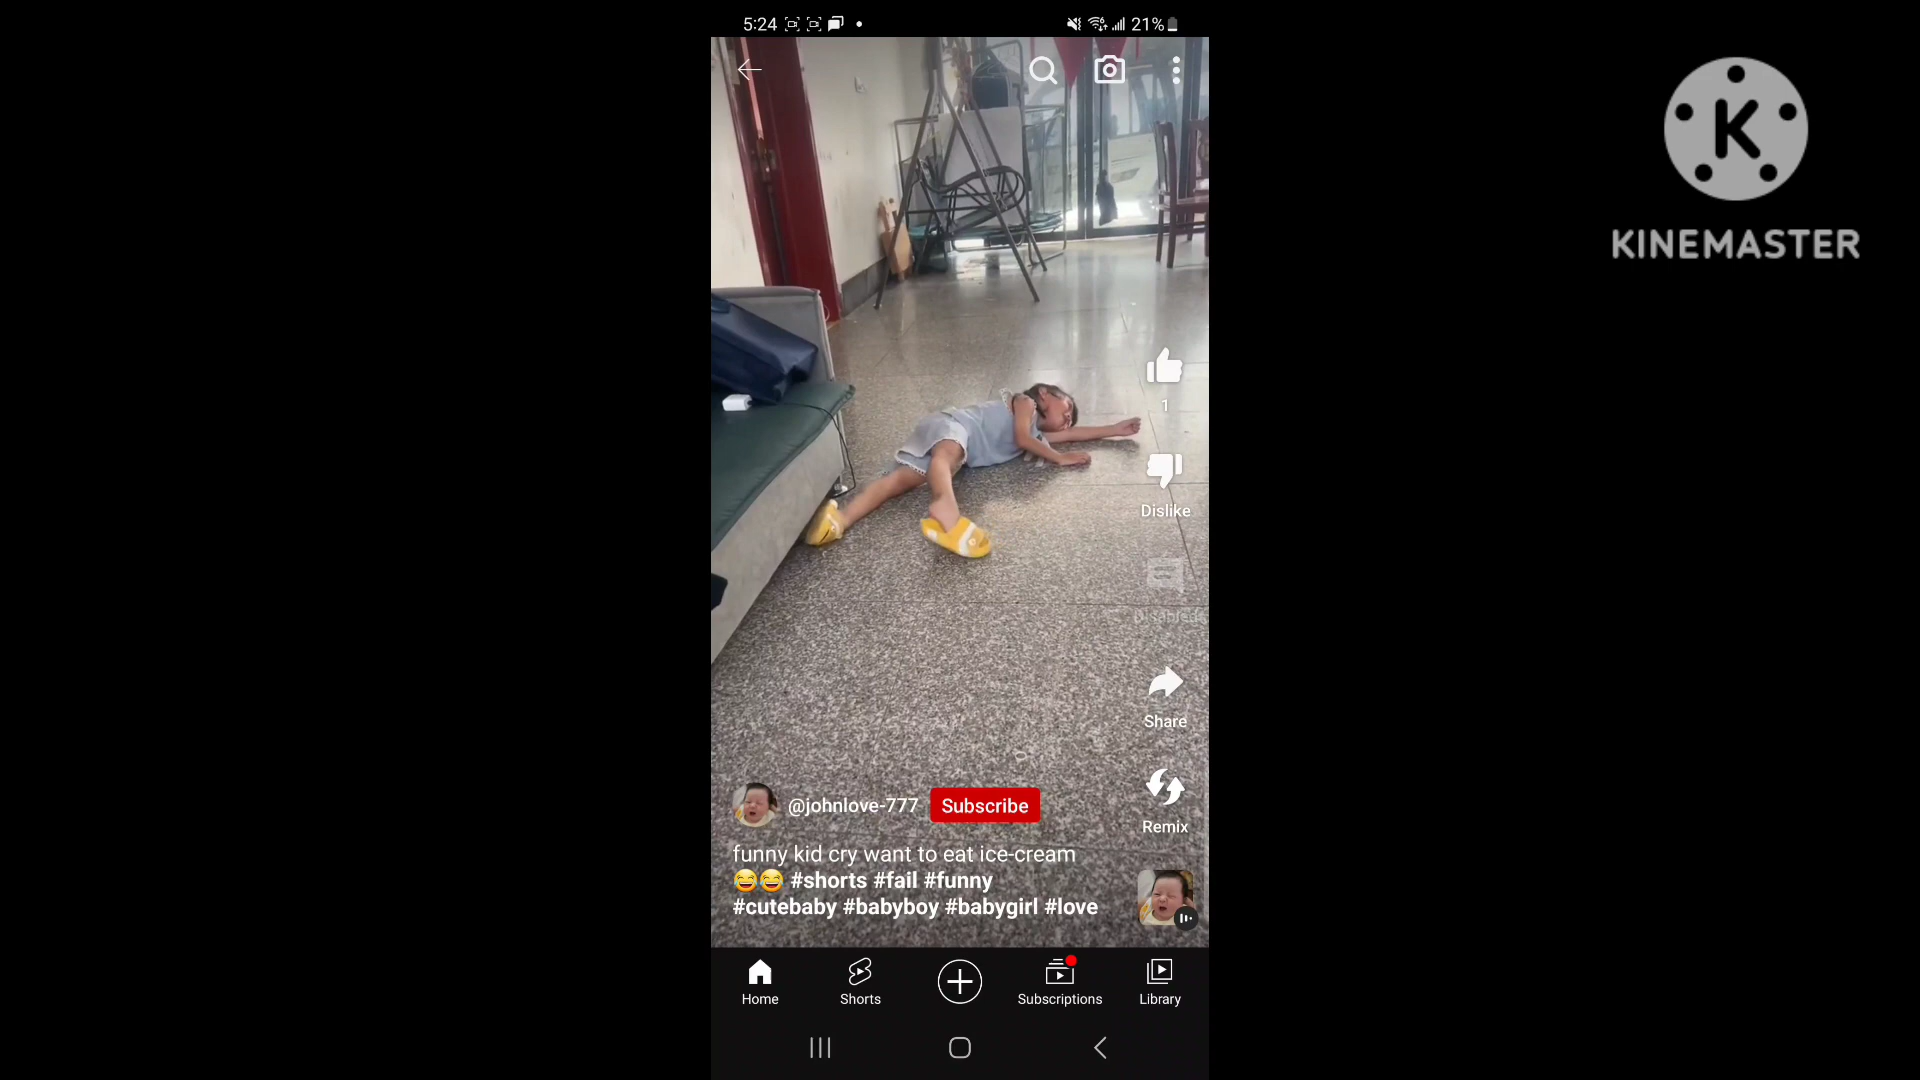 5:24
21%
KINEMASTER
1
Dislike
Disabled
Share
Remix
@johnlove-777 Subscribe
funny kid cry want to eat ice-cream
😂😂 #shorts #fail #funny
#cutebaby #babyboy #babygirl #love
Home Shorts Subscriptions Library